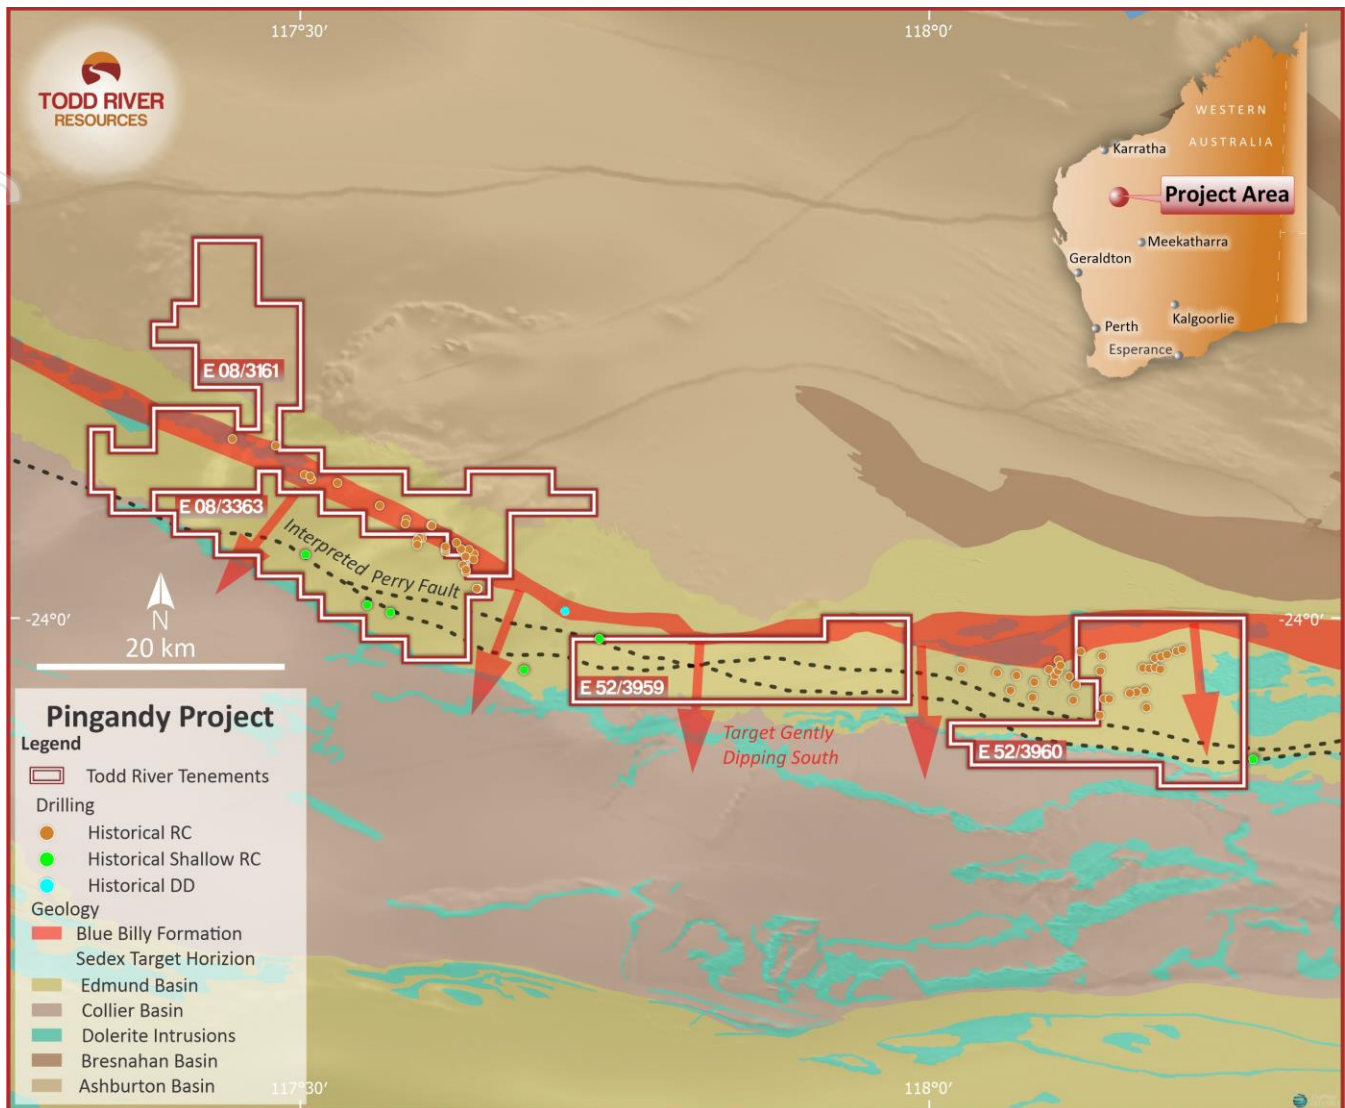 117°30'
118°0'
TODD RIVER
RESOURCES
WESTERN
AUSTRALIA
Karratha
Project Area
Meekatharra
Geraldton
Kalgoorlie
Perth
Esperance
E 08/3161
E 08/3363
Interpreted Perry Fault
-24°0'
-24°0'
N
20 km
E 52/3959
E 52/3960
Target Gently
Dipping South
Pingandy Project
Legend
Todd River Tenements
Drilling
Historical RC
Historical Shallow RC
Historical DD
Geology
Blue Billy Formation
Sedex Target Horizion
Edmund Basin
Collier Basin
Dolerite Intrusions
Bresnahan Basin
Ashburton Basin
117°30'
118°0'